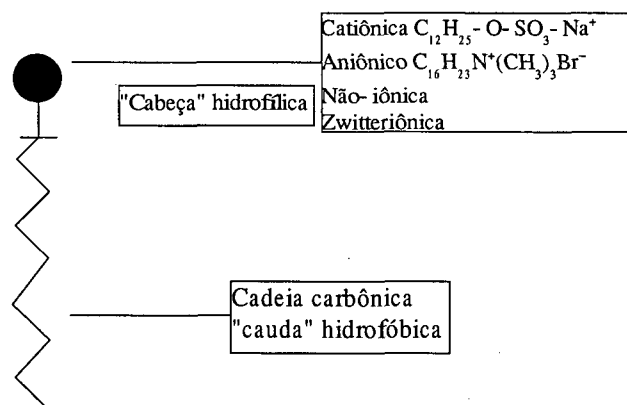 Catiônica C₁₂H₂₅- O- SO₃- Na⁺
Aniônico C₁₆H₂₃N⁺(CH₃)₃Br⁻
Não- iônica
Zwitteriônica
"Cabeça" hidrofílica
Cadeia carbônica
"cauda" hidrofóbica